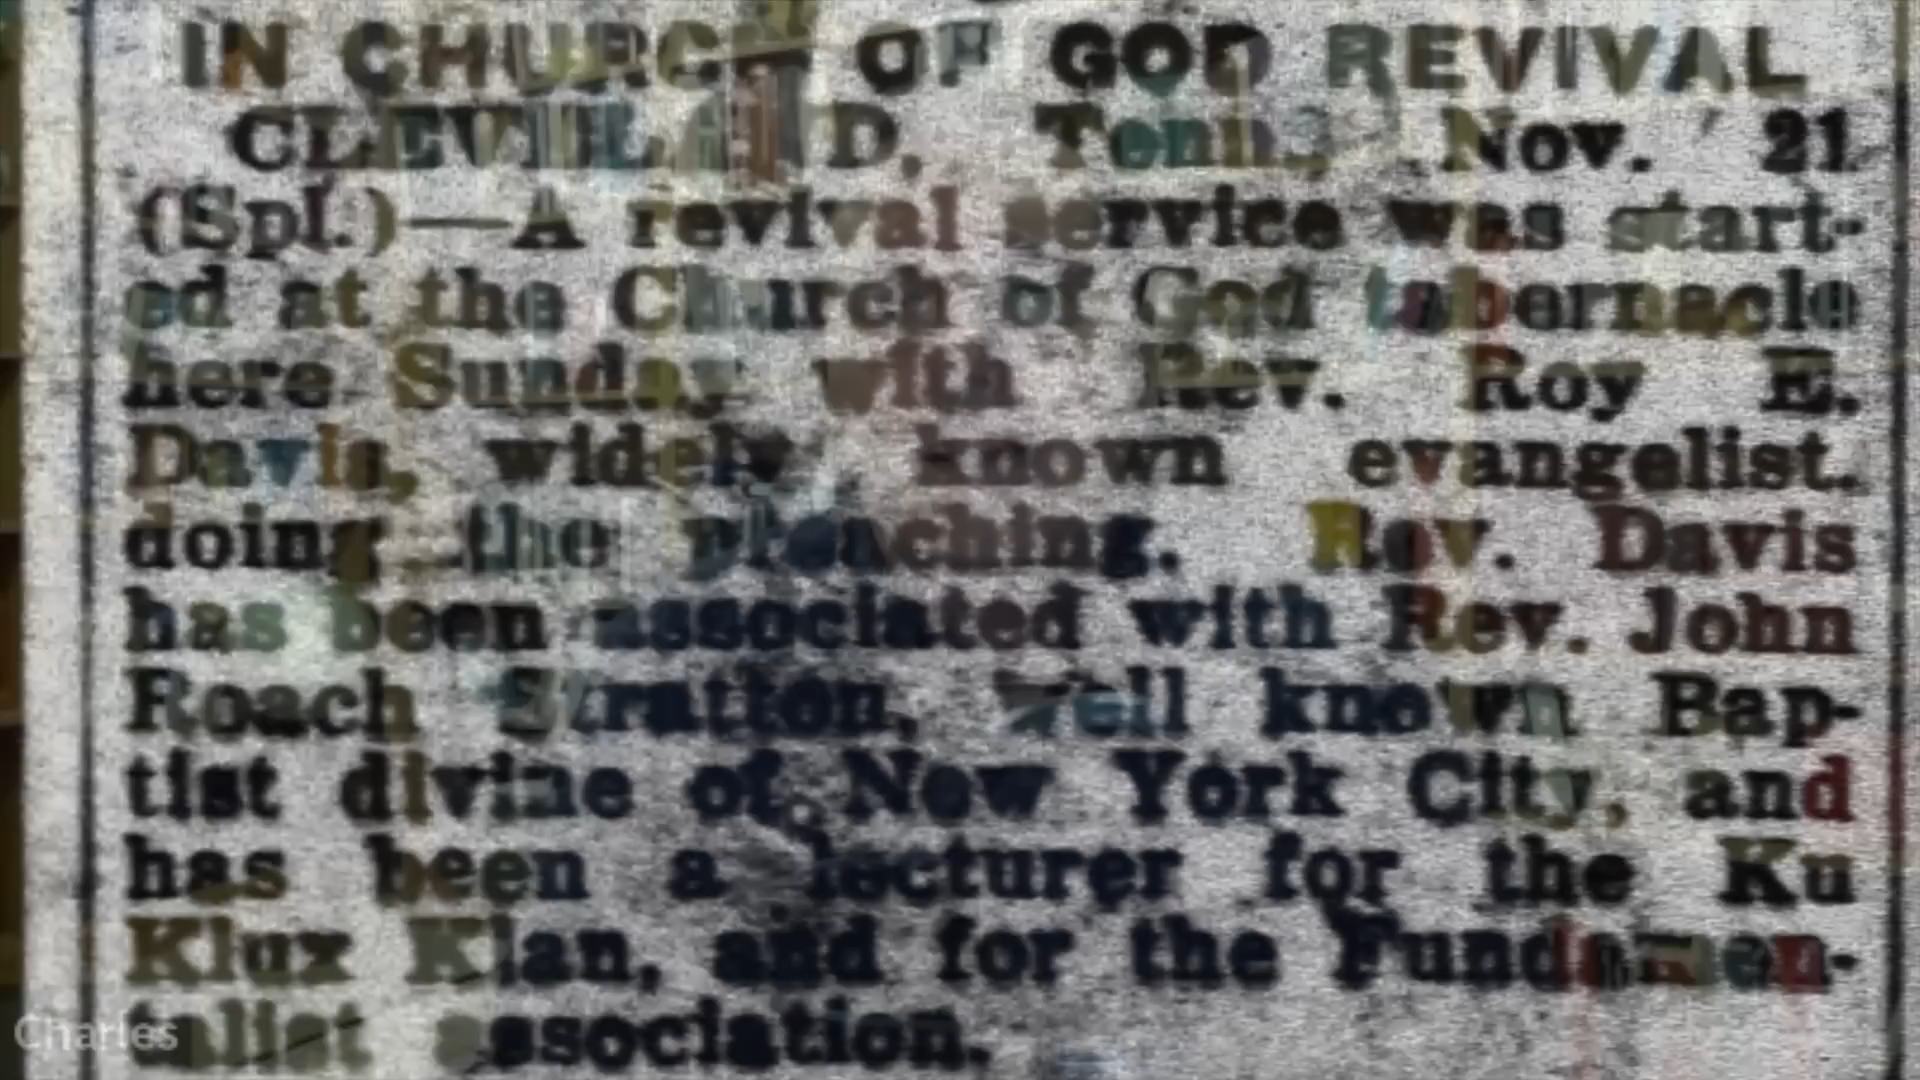 IN CHURCH OF GOD REVIVAL
CLEVELAND, Tenn., Nov. 21
(Spl.)—A revival service was start-
ed at the Church of God tabernacle
here Sunday with Rev. Roy E.
Davis, widely known evangelist.
doing the preaching. Rev. Davis
has been associated with Rev. John
Roach Stratton, well known Bap-
tist divine of New York City, and
has been a lecturer for the Ku
Klux Klan, and for the Fundamen-
talist association.
Charles